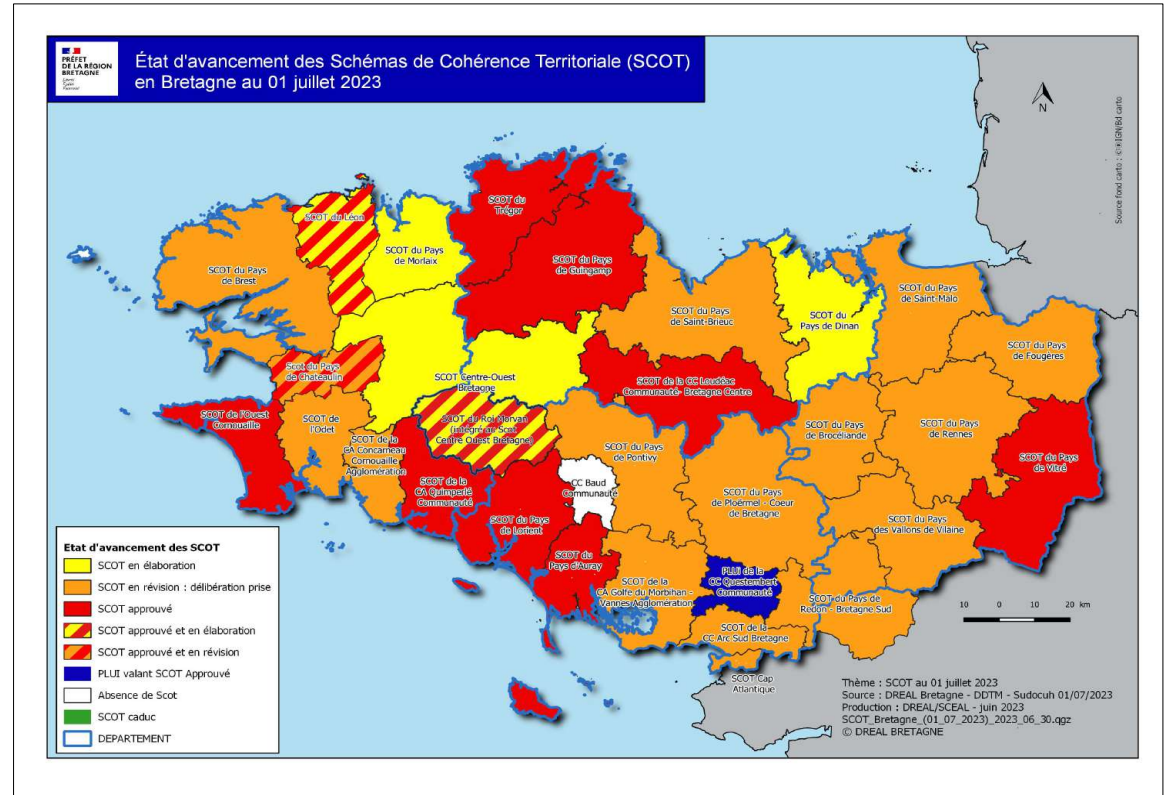 PRÉFET
DE LA RÉGION
BRETAGNE
Liberté
Égalité
Fraternité
État d'avancement des Schémas de Cohérence Territoriale (SCOT)
en Bretagne au 01 juillet 2023
N
Source fond carto : ©®IGN/Bd carto
SCOT du
Trégor
SCOT du Léon
SCOT du Pays
de Morlaix
SCOT du Pays
de Guingamp
SCOT du Pays
de Brest
SCOT du Pays
de Saint-Malo
SCOT du Pays
de Saint-Brieuc
SCOT du
Pays de Dinan
SCOT du Pays
de Fougères
Scot du Pays
de Chateaulin
SCOT Centre-Ouest
Bretagne
SCOT de la CC Loudéac
Communauté- Bretagne Centre
SCOT de l'Ouest
Cornouaille
SCOT de
l'Odet
SCOT de la
CA Concarneau
Cornouaille
Agglomération
SCOT du Roi Morvan
(intégré au Scot
Centre Ouest Bretagne)
SCOT du Pays
de Brocéliande
SCOT du Pays
de Rennes
SCOT du Pays
de Pontivy
SCOT du Pays
de Vitré
SCOT de la
CA Quimperlé
Communauté
CC Baud
Communauté
SCOT du Pays
de Ploërmel - Coeur
de Bretagne
SCOT du Pays
de Lorient
SCOT du Pays
des Vallons de Vilaine
SCOT du
Pays d'Auray
SCOT de la
CA Golfe du Morbihan -
Vannes Agglomération
PLUi de la
CC Questembert
Communauté
SCOT du Pays de
Redon - Bretagne Sud
SCOT de la
CC Arc Sud Bretagne
SCOT Cap
Atlantique
10 0 10 20 km
Etat d'avancement des SCOT
SCOT en élaboration
SCOT en révision : délibération prise
SCOT approuvé
SCOT approuvé et en élaboration
SCOT approuvé et en révision
PLUI valant SCOT Approuvé
Absence de Scot
SCOT caduc
DEPARTEMENT
Thème : SCOT au 01 juillet 2023
Source : DREAL Bretagne - DDTM - Sudocuh 01/07/2023
Production : DREAL/SCEAL - juin 2023
SCOT_Bretagne_(01_07_2023)_2023_06_30.qgz
© DREAL BRETAGNE